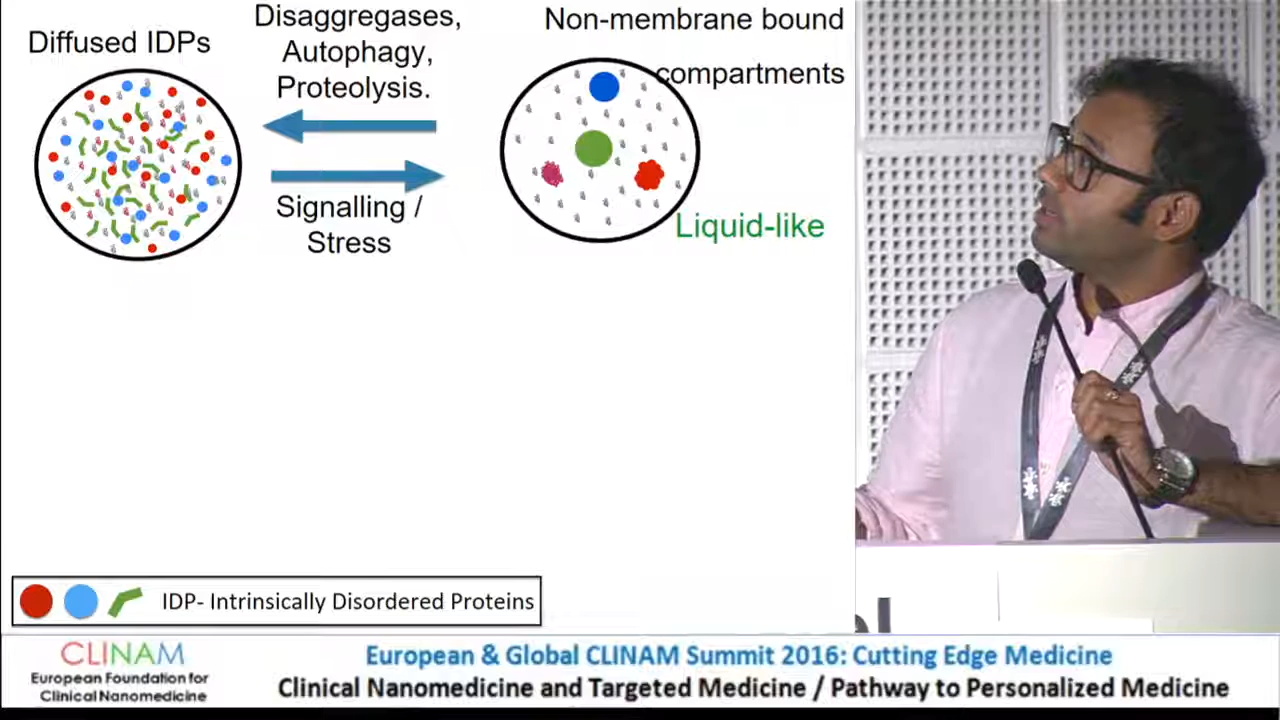 Diffused IDPs
Disaggregases,
Autophagy,
Proteolysis.
Signalling /
Stress
Non-membrane bound
compartments
Liquid-like
IDP- Intrinsically Disordered Proteins
CLINAM
European Foundation for
Clinical Nanomedicine
European & Global CLINAM Summit 2016: Cutting Edge Medicine
Clinical Nanomedicine and Targeted Medicine / Pathway to Personalized Medicine